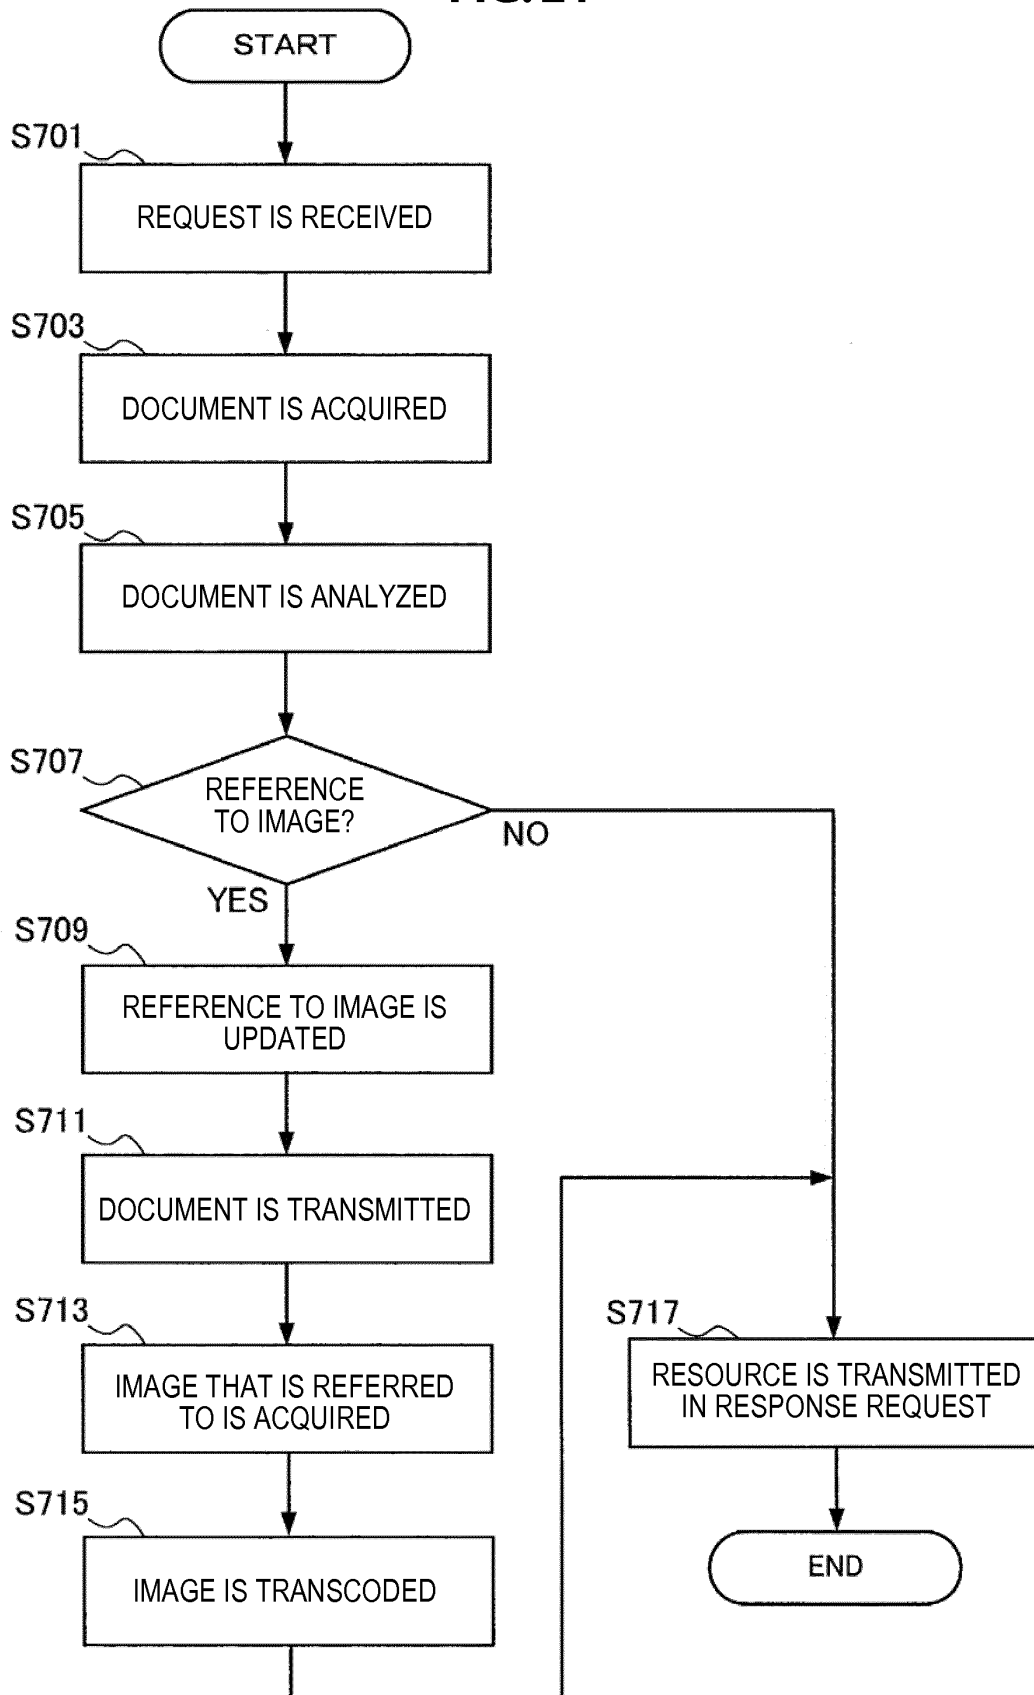 START
S701
REQUEST IS RECEIVED
S703
DOCUMENT IS ACQUIRED
S705
DOCUMENT IS ANALYZED
S707
REFERENCE
TO IMAGE?
NO
YES
S709
REFERENCE TO IMAGE IS
UPDATED
S711
DOCUMENT IS TRANSMITTED
S713
IMAGE THAT IS REFERRED
TO IS ACQUIRED
S715
IMAGE IS TRANSCODED
S717
RESOURCE IS TRANSMITTED
IN RESPONSE REQUEST
END